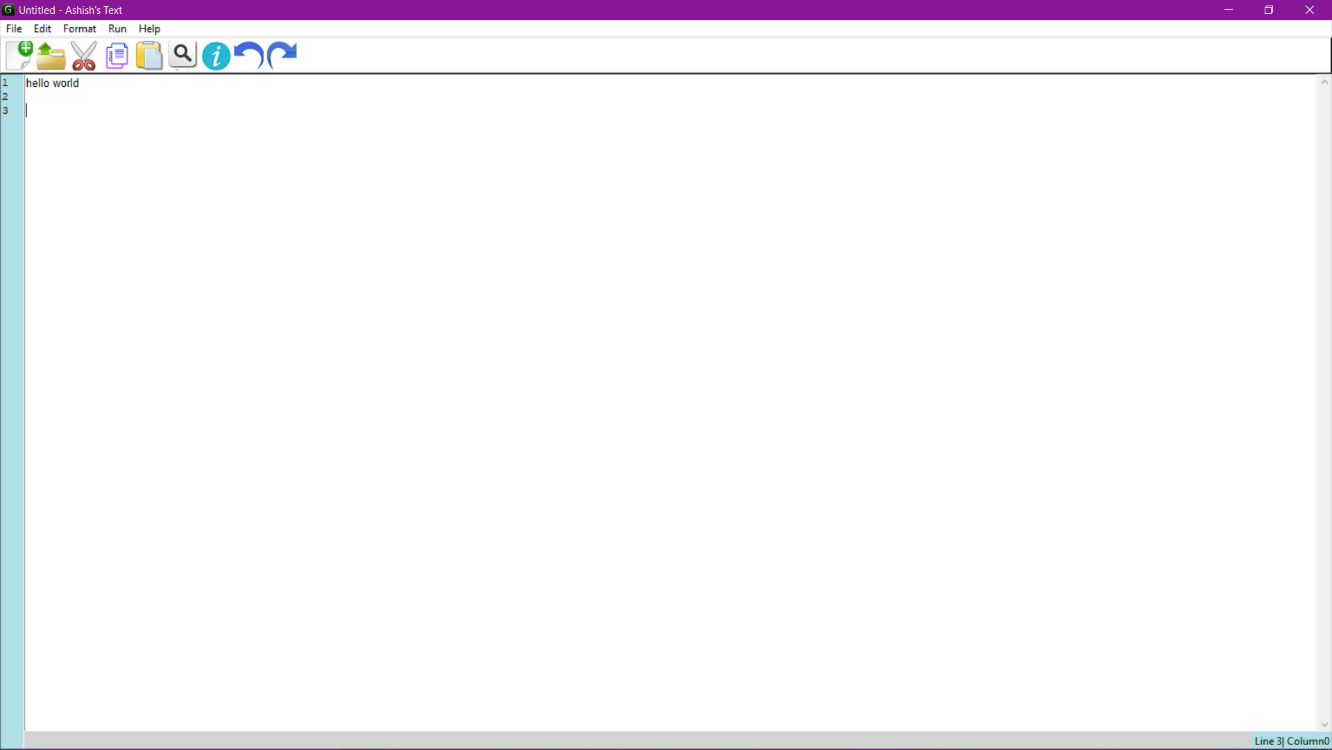 G Untitled - Ashish's Text
File Edit Format Run Help
1 hello world
2
3
Line 3| Column0